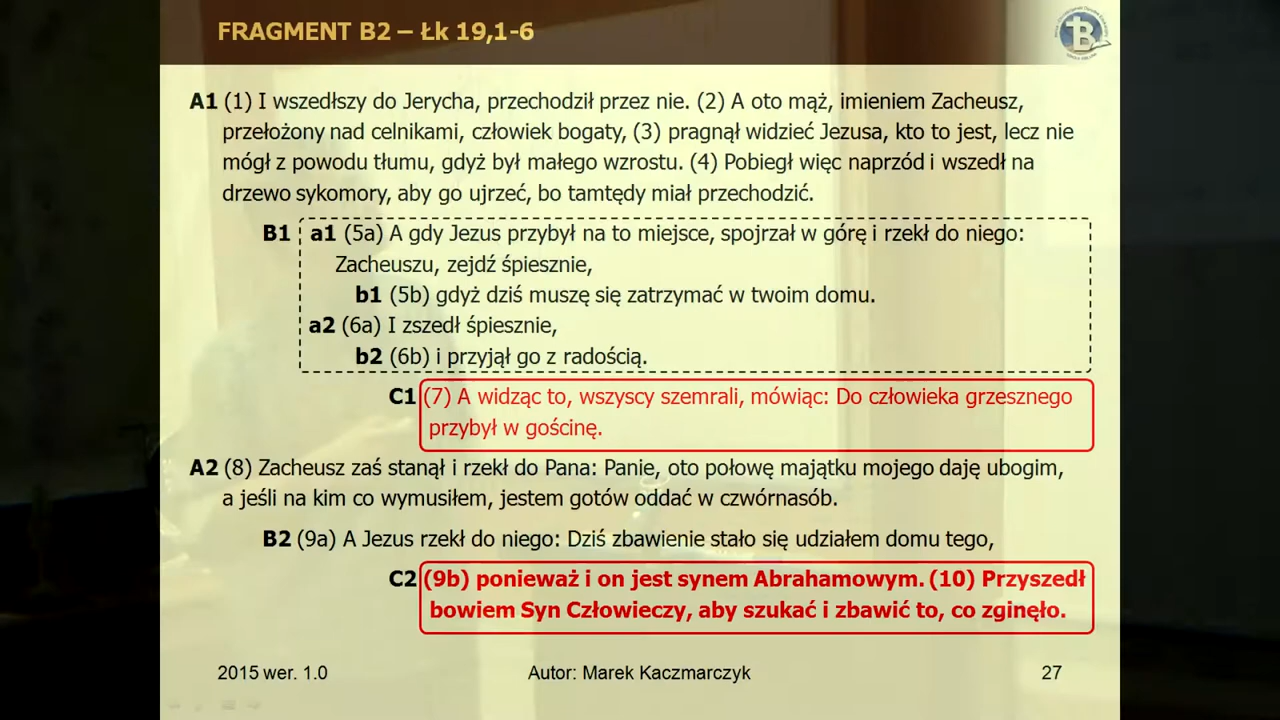 FRAGMENT B2 – Łk 19,1-6
A1 (1) I wszedłszy do Jerycha, przechodził przez nie. (2) A oto mąż, imieniem Zacheusz,
przełożony nad celnikami, człowiek bogaty, (3) pragnął widzieć Jezusa, kto to jest, lecz nie
mógł z powodu tłumu, gdyż był małego wzrostu. (4) Pobiegł więc naprzód i wszedł na
drzewo sykomory, aby go ujrzeć, bo tamtędy miał przechodzić.
B1 a1 (5a) A gdy Jezus przybył na to miejsce, spojrzał w górę i rzekł do niego:
Zacheuszu, zejdź śpiesznie,
b1 (5b) gdyż dziś muszę się zatrzymać w twoim domu.
a2 (6a) I zszedł śpiesznie,
b2 (6b) i przyjął go z radością.
C1 (7) A widząc to, wszyscy szemrali, mówiąc: Do człowieka grzesznego
przybył w gościnę.
A2 (8) Zacheusz zaś stanął i rzekł do Pana: Panie, oto połowę majątku mojego daję ubogim,
a jeśli na kim co wymusiłem, jestem gotów oddać w czwórnasób.
B2 (9a) A Jezus rzekł do niego: Dziś zbawienie stało się udziałem domu tego,
C2 (9b) ponieważ i on jest synem Abrahamowym. (10) Przyszedł
bowiem Syn Człowieczy, aby szukać i zbawić to, co zginęło.
2015 wer. 1.0
Autor: Marek Kaczmarczyk
27